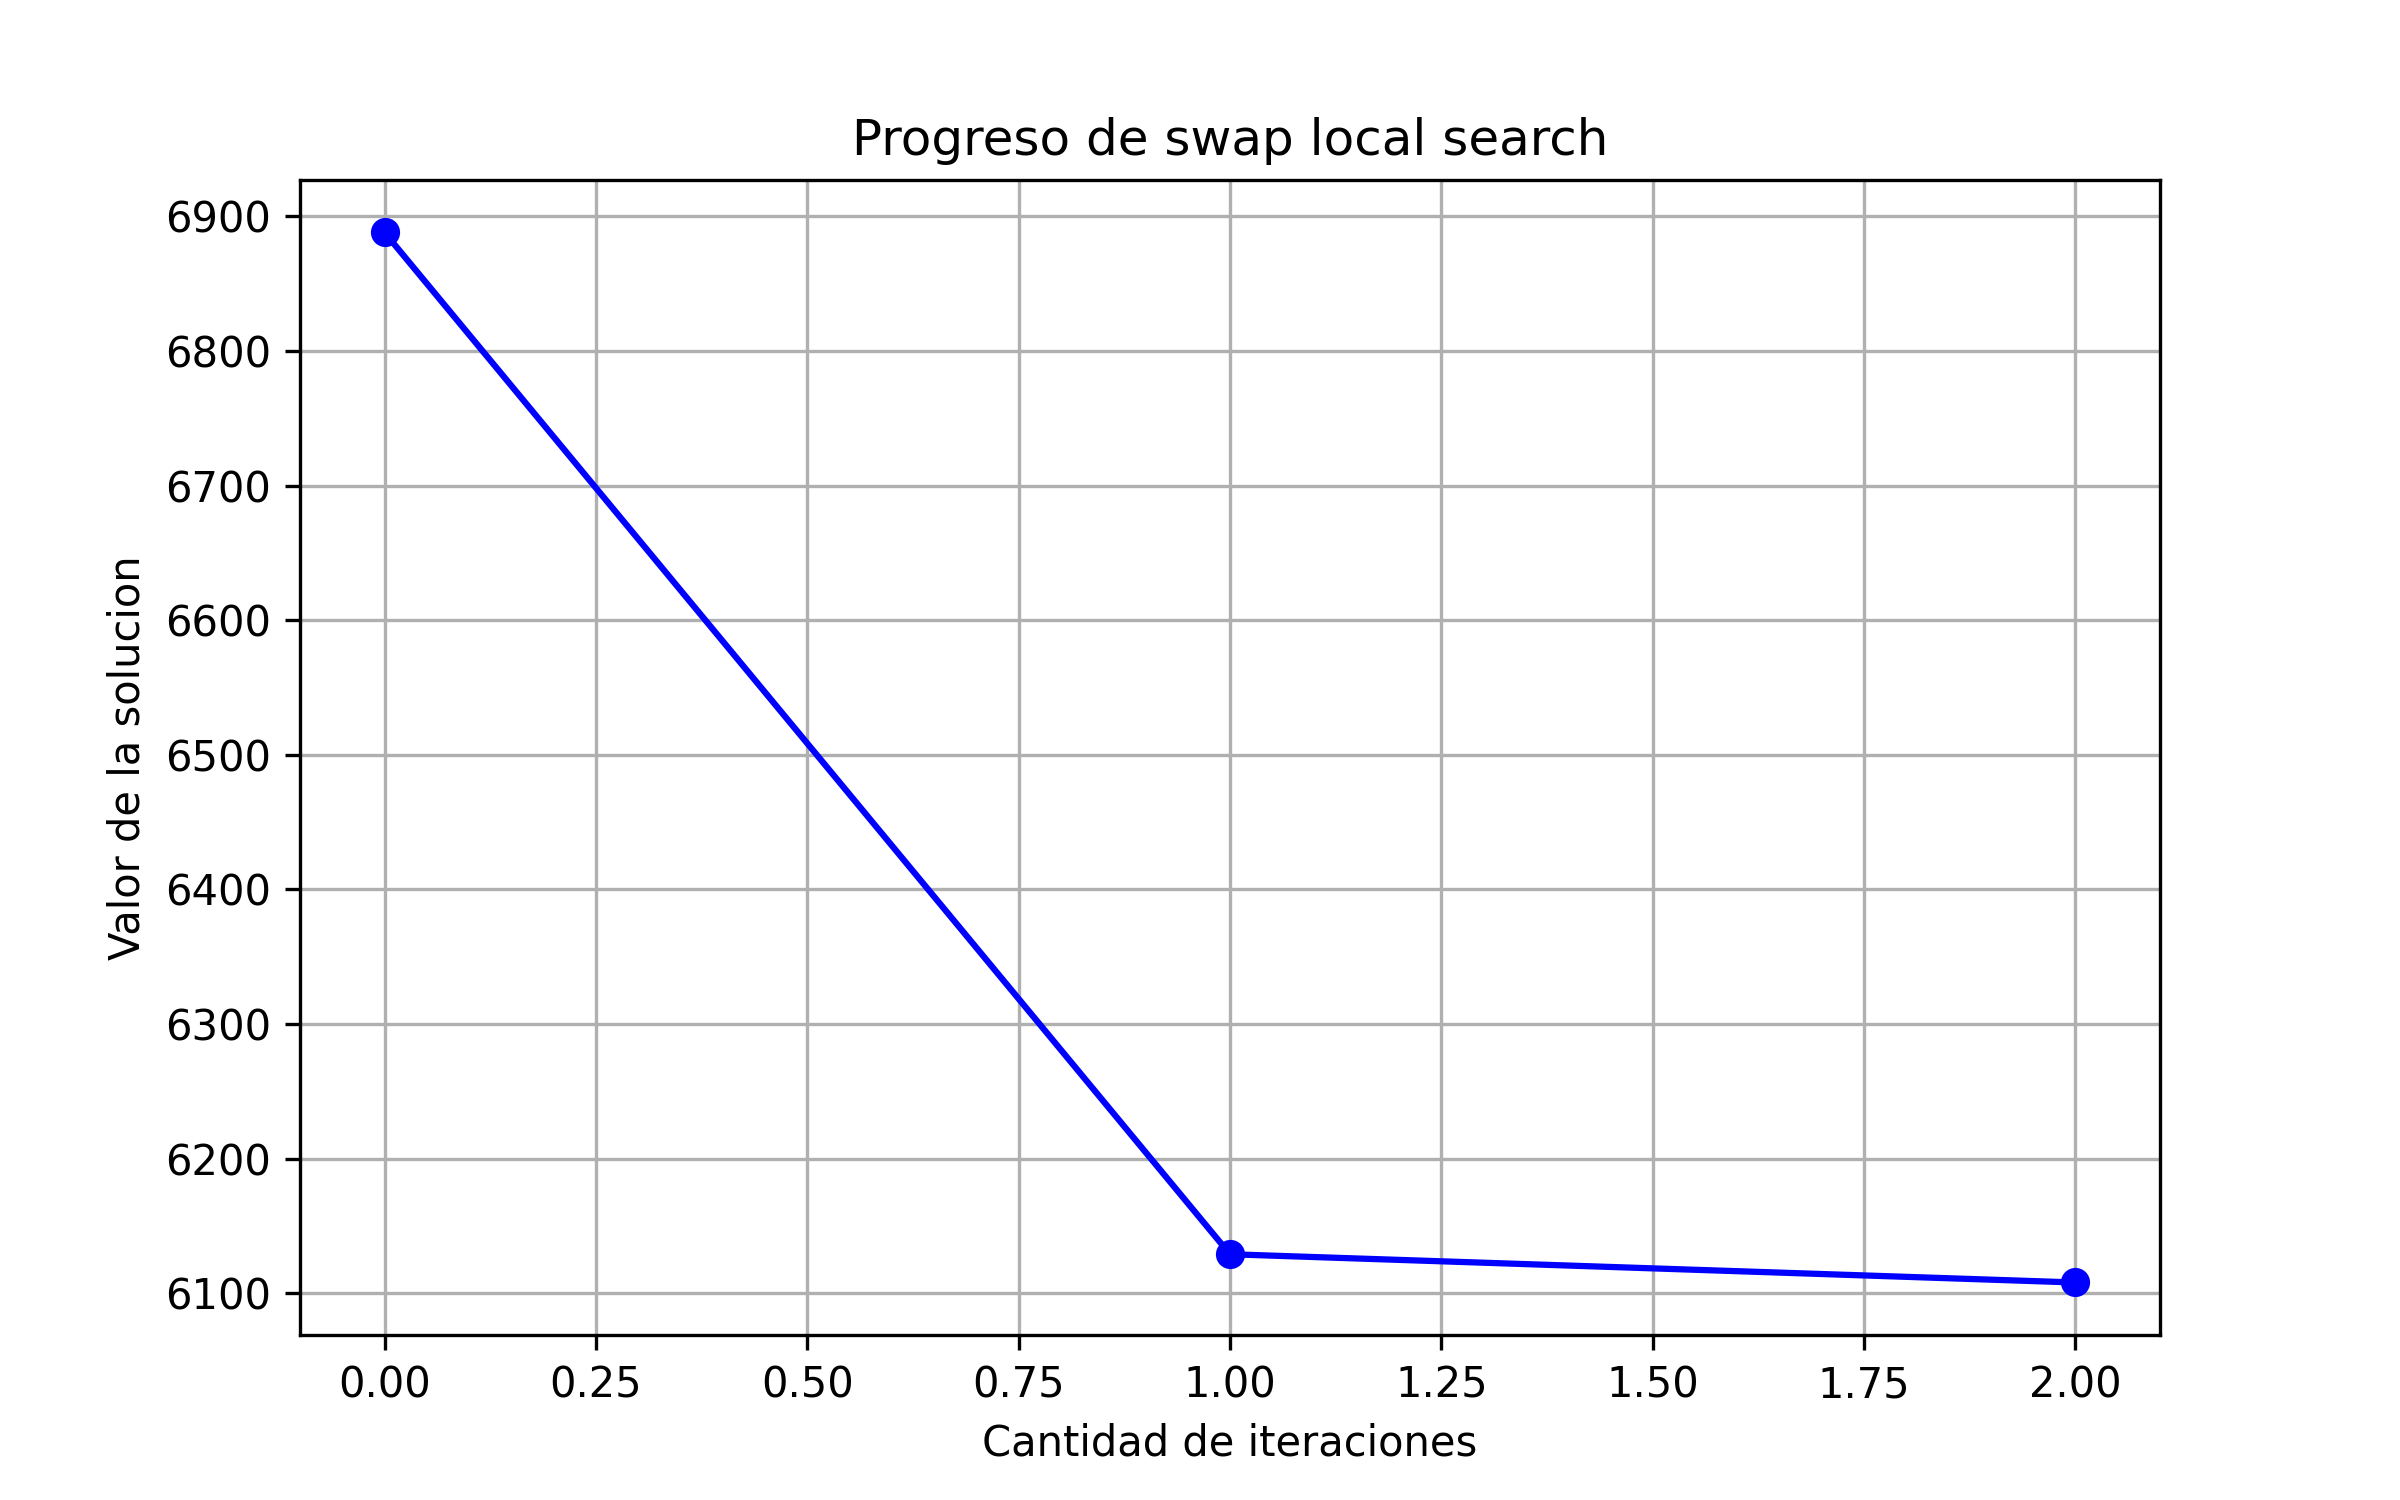 Progreso de swap local search
6900
6800
6700
6600
6500
6400
6300
6200
6100
Valor de la solucion
0.00 0.25 0.50 0.75 1.00 1.25 1.50 1.75 2.00
Cantidad de iteraciones